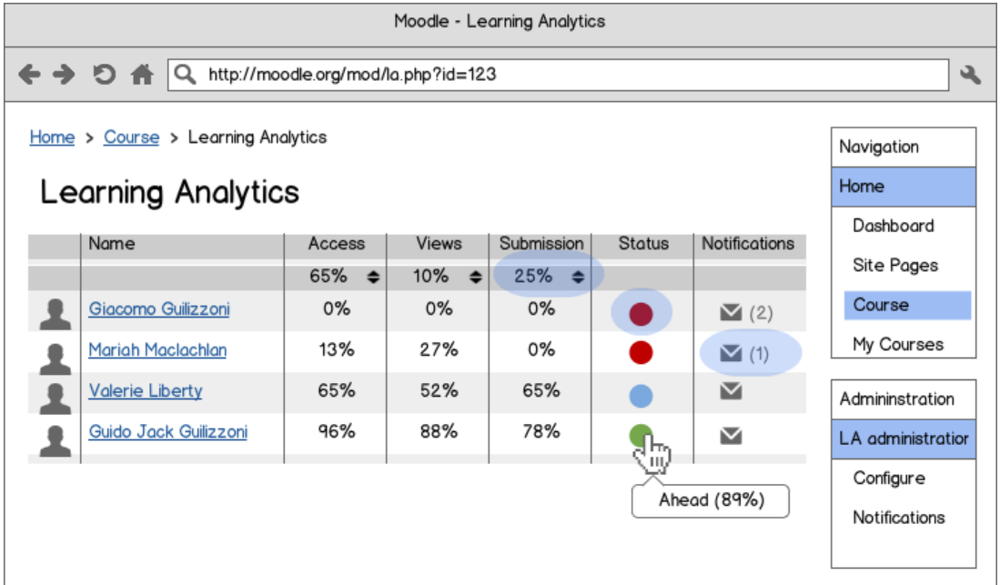 Moodle - Learning Analytics
http://moodle.org/mod/la.php?id=123
Home > Course > Learning Analytics
Learning Analytics
Name Access Views Submission Status Notifications
65% 10% 25%
Giacomo Guilizzoni 0% 0% 0% (2)
Mariah Maclachlan 13% 27% 0% (1)
Valerie Liberty 65% 52% 65%
Guido Jack Guilizzoni 96% 88% 78%
Ahead (89%)
Navigation
Home
Dashboard
Site Pages
Course
My Courses
Admininstration
LA administration
Configure
Notifications